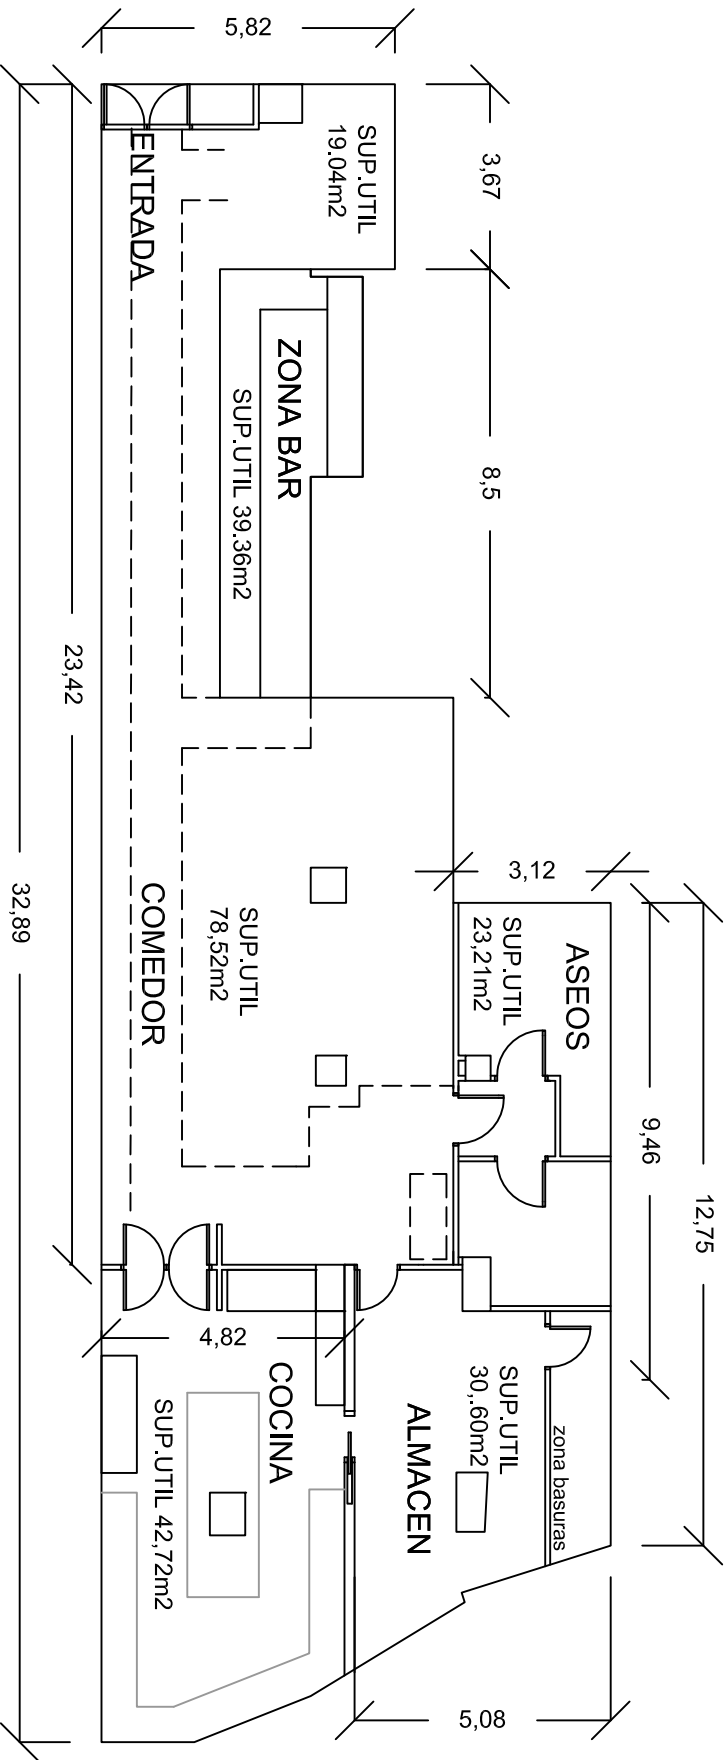 5,82
3,67
SUP.UTIL
19.04m2
ENTRADA
ZONA BAR
SUP.UTIL 39.36m2
8,5
23,42
32,89
3,12
COMEDOR
SUP.UTIL
78,52m2
ASEOS
SUP.UTIL
23,21m2
9,46
12,75
4,82
COCINA
SUP.UTIL 42,72m2
ALMACEN
SUP.UTIL
30,.60m2
zona basuras
5,08